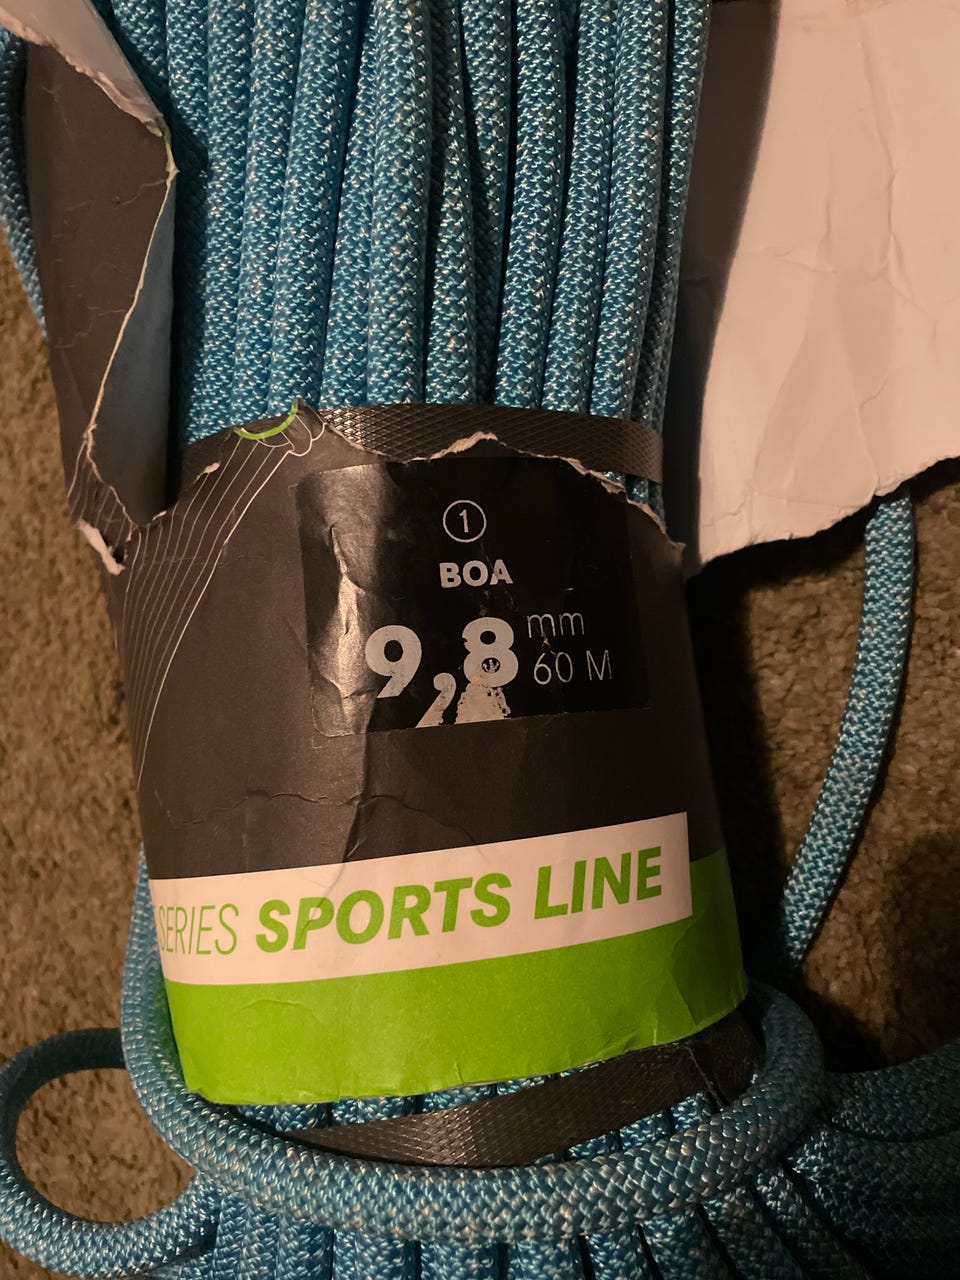 1
BOA
9,8 mm
60 M
SERIES SPORTS LINE